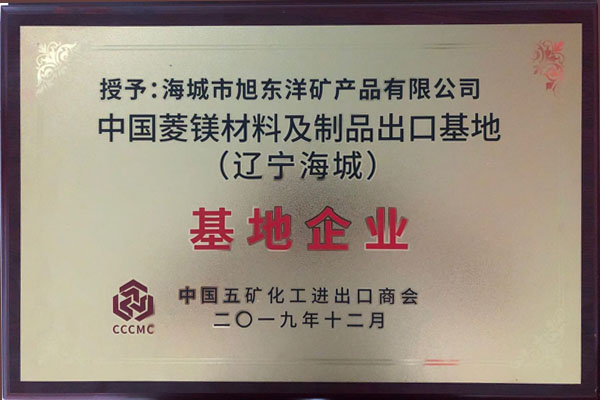 授予：海城市旭东洋矿产品有限公司
中国菱镁材料及制品出口基地
（辽宁海城）
基地企业
中国五矿化工进出口商会
CCCMC
二〇一九年十二月